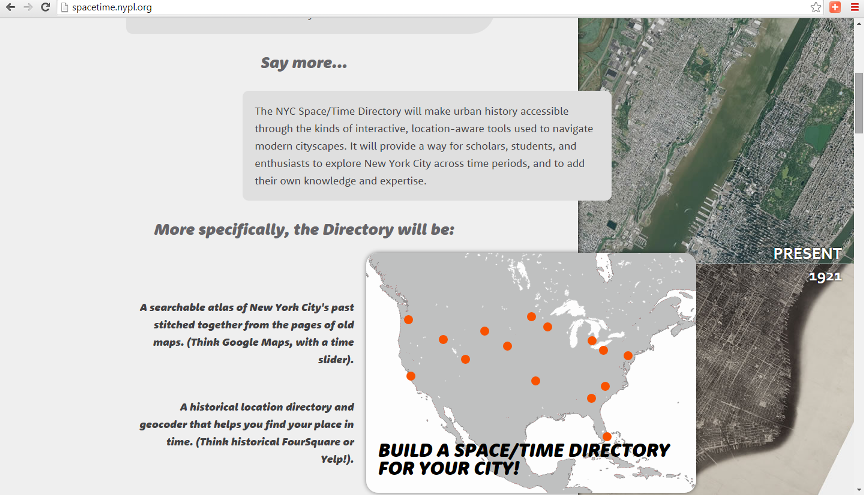 spacetime.nypl.org
Say more...
The NYC Space/Time Directory will make urban history accessible
through the kinds of interactive, location-aware tools used to navigate
modern cityscapes. It will provide a way for scholars, students, and
enthusiasts to explore New York City across time periods, and to add
their own knowledge and expertise.
More specifically, the Directory will be:
PRESENT
1921
A searchable atlas of New York City's past
stitched together from the pages of old
maps. (Think Google Maps, with a time
slider).
A historical location directory and
geocoder that helps you find your place in
time. (Think historical FourSquare or
Yelp!).
BUILD A SPACE/TIME DIRECTORY
FOR YOUR CITY!